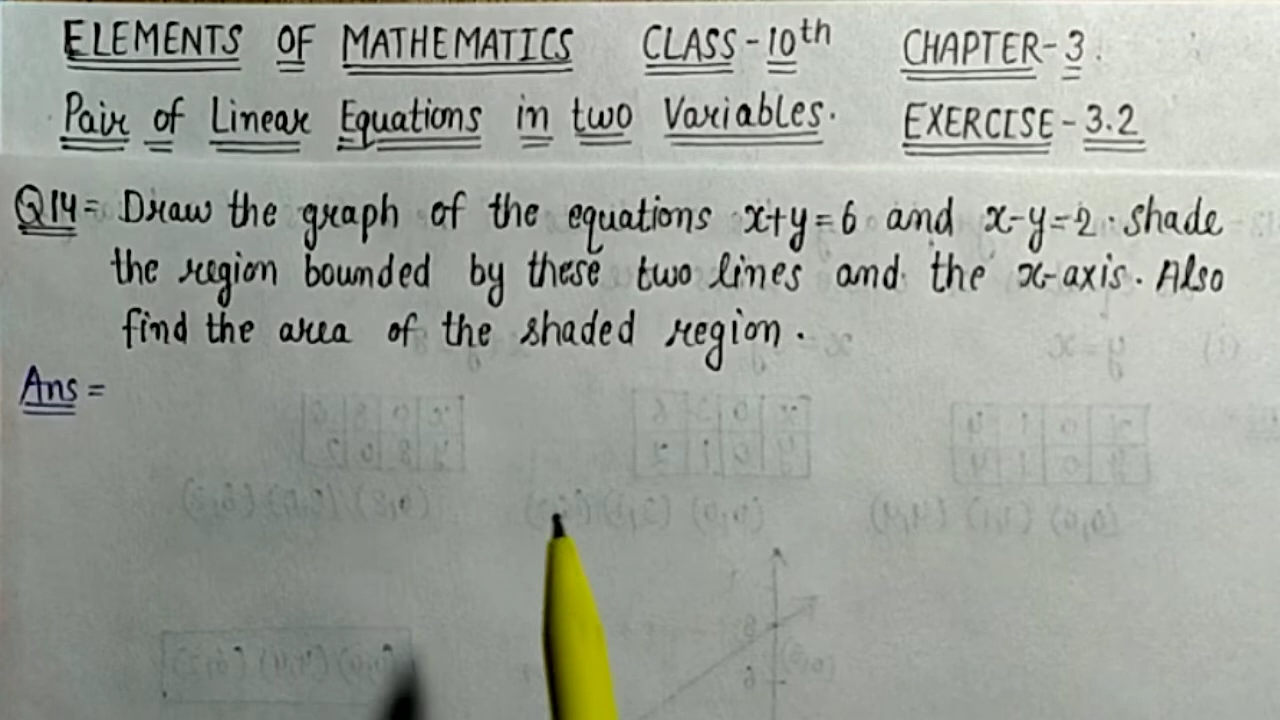 ELEMENTS OF MATHEMATICS CLASS-10th CHAPTER-3.
Pair of Linear Equations in two Variables. EXERCISE-3.2
Q14= Draw the graph of the equations x+y=6 and x-y=2. shade
the region bounded by these two lines and the x-axis. Also
find the area of the shaded region.
Ans=